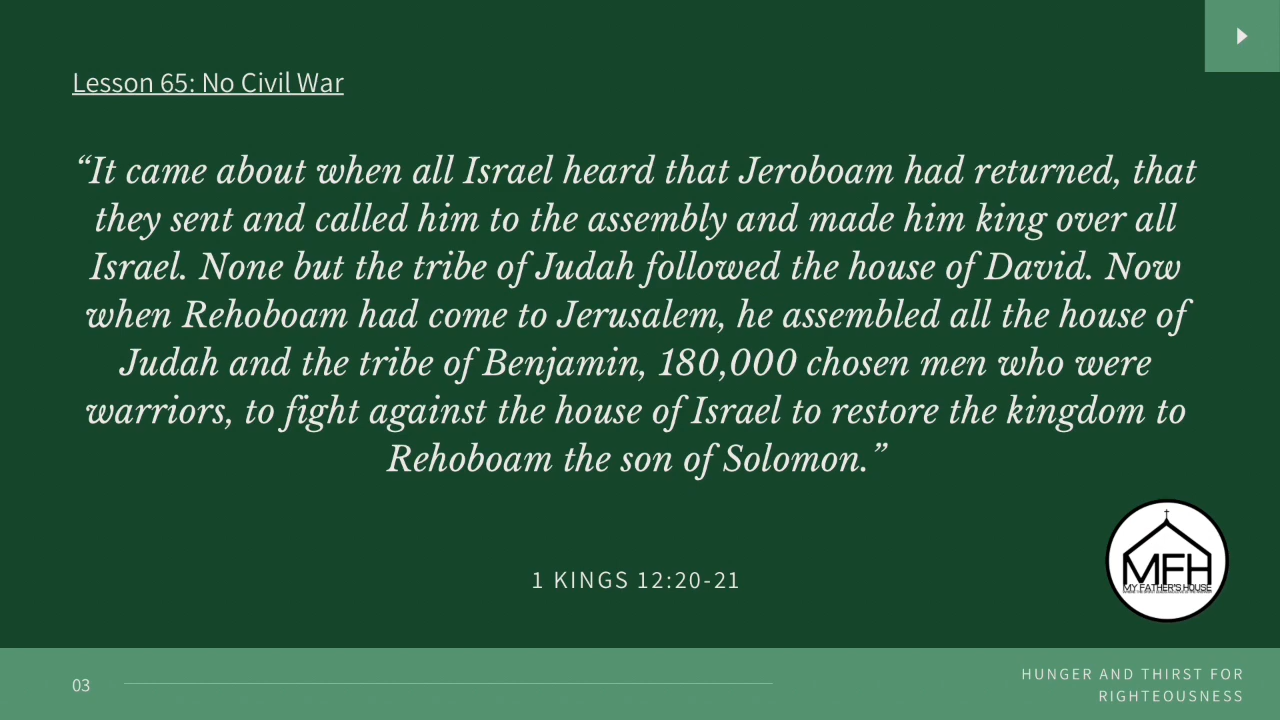 Lesson 65: No Civil War
“It came about when all Israel heard that Jeroboam had returned, that
they sent and called him to the assembly and made him king over all
Israel. None but the tribe of Judah followed the house of David. Now
when Rehoboam had come to Jerusalem, he assembled all the house of
Judah and the tribe of Benjamin, 180,000 chosen men who were
warriors, to fight against the house of Israel to restore the kingdom to
Rehoboam the son of Solomon.”
1 KINGS 12:20-21
MFH
MY FATHER'S HOUSE
03
HUNGER AND THIRST FOR
RIGHTEOUSNESS